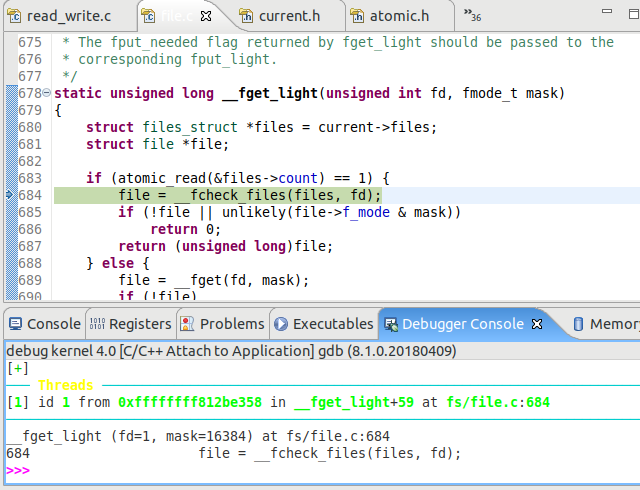 read_write.c file.c current.h atomic.h »36
675 * The fput_needed flag returned by fget_light should be passed to the
676 * corresponding fput_light.
677 */
678 static unsigned long __fget_light(unsigned int fd, fmode_t mask)
679 {
680 struct files_struct *files = current->files;
681 struct file *file;
682
683 if (atomic_read(&files->count) == 1) {
684 file = __fcheck_files(files, fd);
685 if (!file || unlikely(file->f_mode & mask))
686 return 0;
687 return (unsigned long)file;
688 } else {
689 file = __fget(fd, mask);
690 if (!file)
Console Registers Problems Executables Debugger Console Memor
debug kernel 4.0 [C/C++ Attach to Application] gdb (8.1.0.20180409)
[+]
Threads
[1] id 1 from 0xffffffff812be358 in __fget_light+59 at fs/file.c:684
__fget_light (fd=1, mask=16384) at fs/file.c:684
684 file = __fcheck_files(files, fd);
>>>